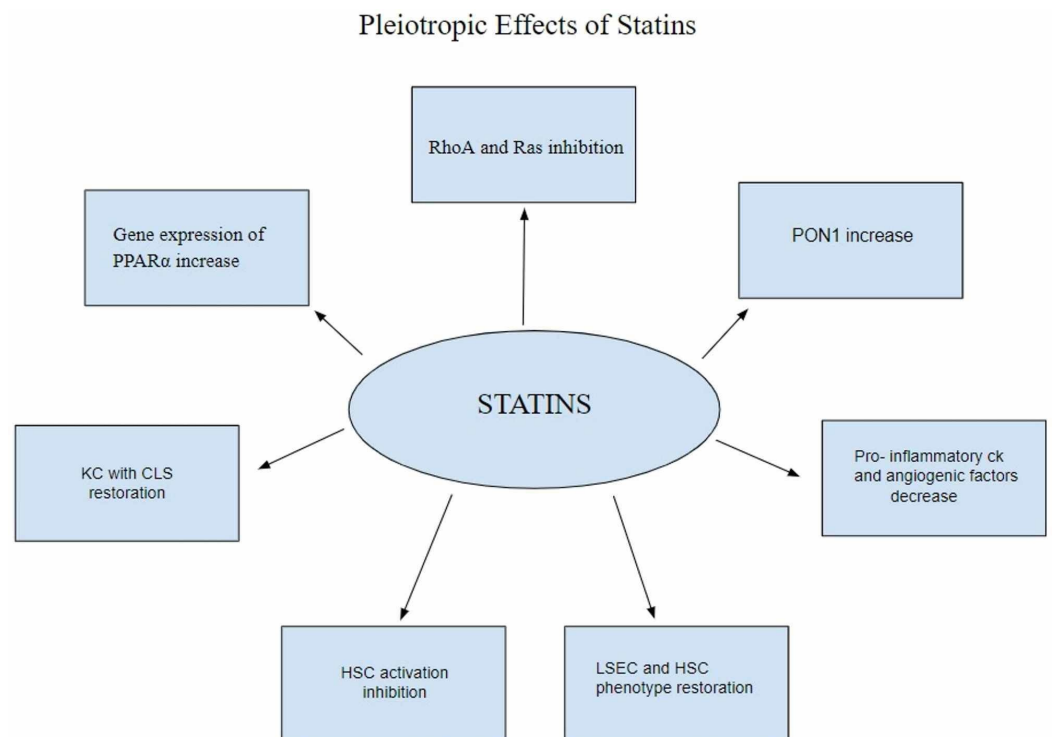 Pleiotropic Effects of Statins
RhoA and Ras inhibition
Gene expression of
PPARα increase
PON1 increase
STATINS
KC with CLS
restoration
Pro- inflammatory ck
and angiogenic factors
decrease
HSC activation
inhibition
LSEC and HSC
phenotype restoration